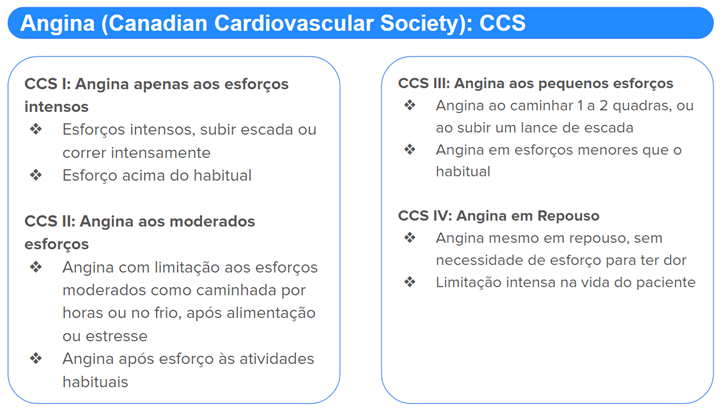 Angina (Canadian Cardiovascular Society): CCS
CCS I: Angina apenas aos esforços
intensos
❖ Esforços intensos, subir escada ou
correr intensamente
❖ Esforço acima do habitual
CCS II: Angina aos moderados
esforços
❖ Angina com limitação aos esforços
moderados como caminhada por
horas ou no frio, após alimentação
ou estresse
❖ Angina após esforço às atividades
habituais
CCS III: Angina aos pequenos esforços
❖ Angina ao caminhar 1 a 2 quadras, ou
ao subir um lance de escada
❖ Angina em esforços menores que o
habitual
CCS IV: Angina em Repouso
❖ Angina mesmo em repouso, sem
necessidade de esforço para ter dor
❖ Limitação intensa na vida do paciente